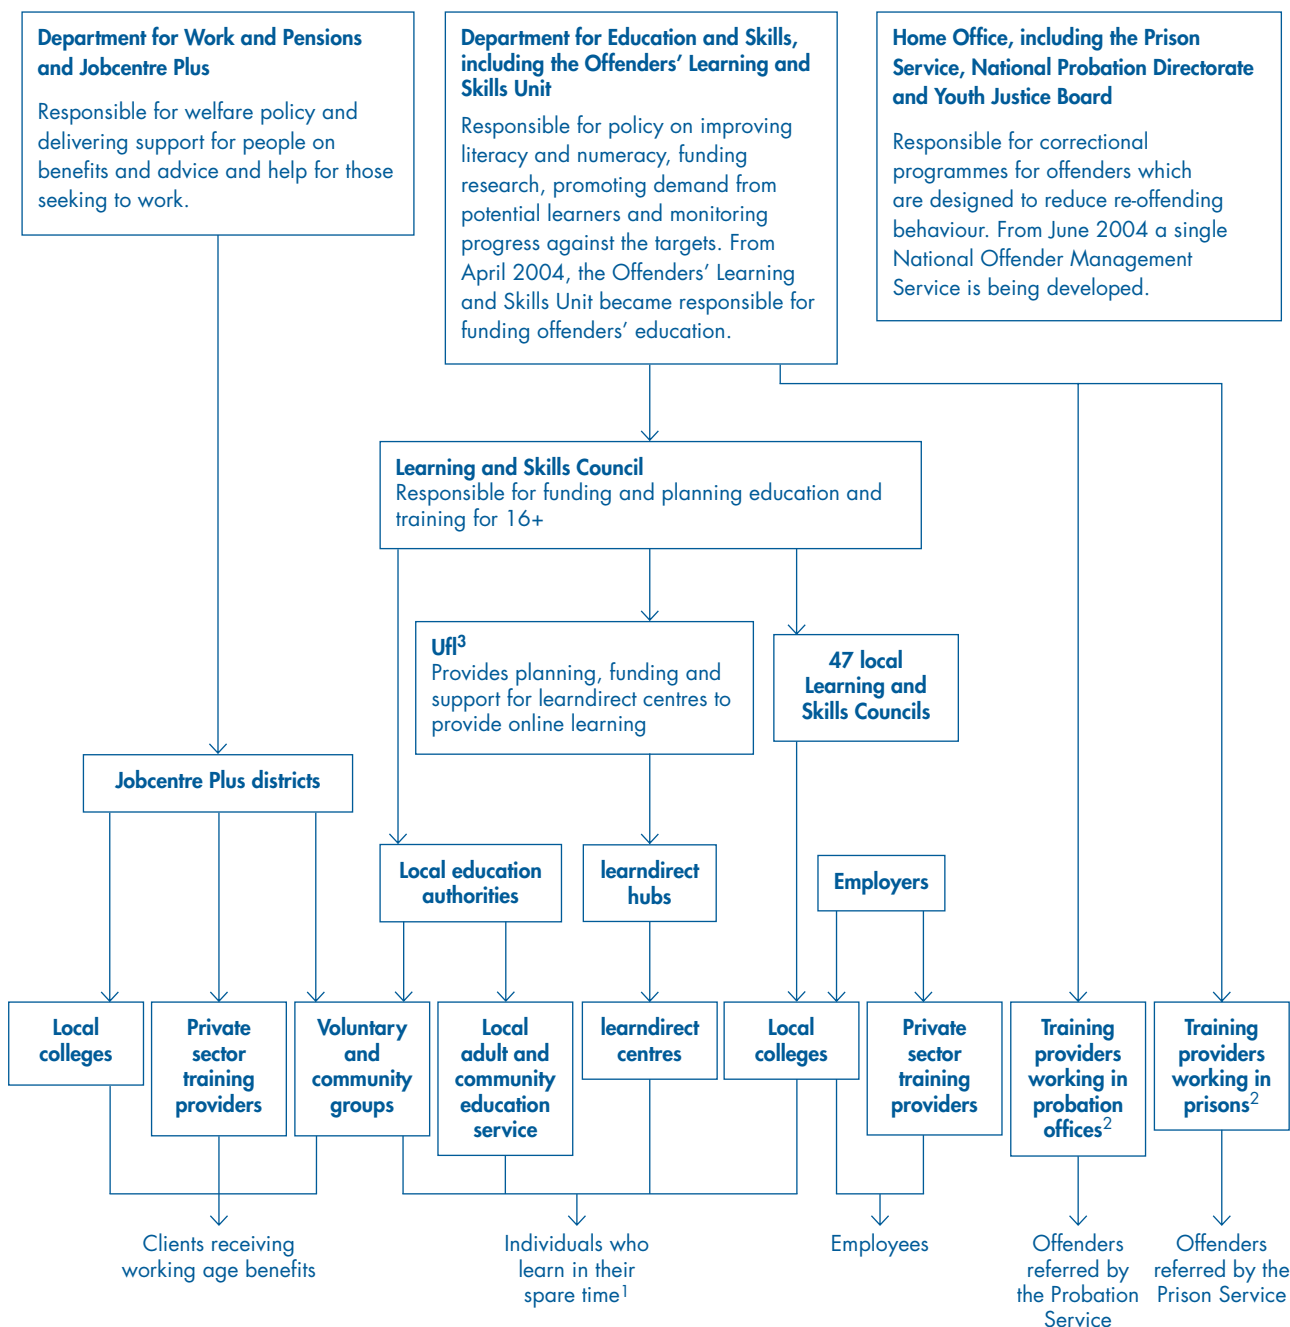 Department for Work and Pensions
and Jobcentre Plus
Responsible for welfare policy and
delivering support for people on
benefits and advice and help for those
seeking to work.
Department for Education and Skills,
including the Offenders’ Learning and
Skills Unit
Responsible for policy on improving
literacy and numeracy, funding
research, promoting demand from
potential learners and monitoring
progress against the targets. From
April 2004, the Offenders’ Learning
and Skills Unit became responsible for
funding offenders’ education.
Home Office, including the Prison
Service, National Probation Directorate
and Youth Justice Board
Responsible for correctional
programmes for offenders which
are designed to reduce re-offending
behaviour. From June 2004 a single
National Offender Management
Service is being developed.
Learning and Skills Council
Responsible for funding and planning education and
training for 16+
Ufl3
Provides planning, funding and
support for learndirect centres to
provide online learning
47 local
Learning and
Skills Councils
Jobcentre Plus districts
Local education
authorities
learndirect
hubs
Employers
Local
colleges
Private
sector
training
providers
Voluntary
and
community
groups
Local
adult and
community
education
service
learndirect
centres
Local
colleges
Private
sector
training
providers
Training
providers
working in
probation
offices2
Training
providers
working in
prisons2
Clients receiving
working age benefits
Individuals who
learn in their
spare time1
Employees
Offenders
referred by
the Probation
Service
Offenders
referred by the
Prison Service